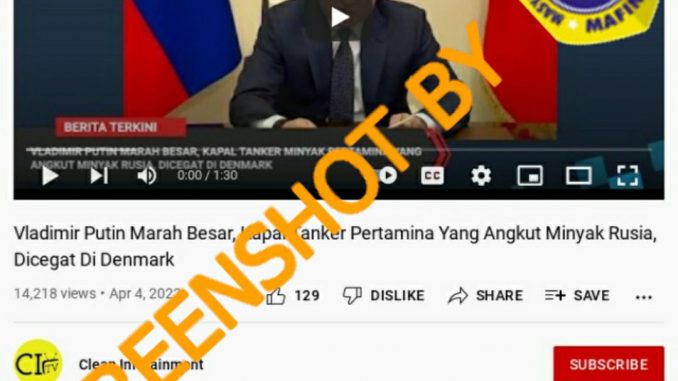 MAFIN
BERITA TERKINI
VLADIMIR PUTIN MARAH BESAR, KAPAL TANKER MINYAK PERTAMINA YANG
ANGKUT MINYAK RUSIA, DICEGAT DI DENMARK
0:00 / 1:30
CC
SCREENSHOT BY
Vladimir Putin Marah Besar, Kapal Tanker Pertamina Yang Angkut Minyak Rusia,
Dicegat Di Denmark
14,218 views • Apr 4, 2022
129 DISLIKE SHARE SAVE
CI TV
SUBSCRIBE